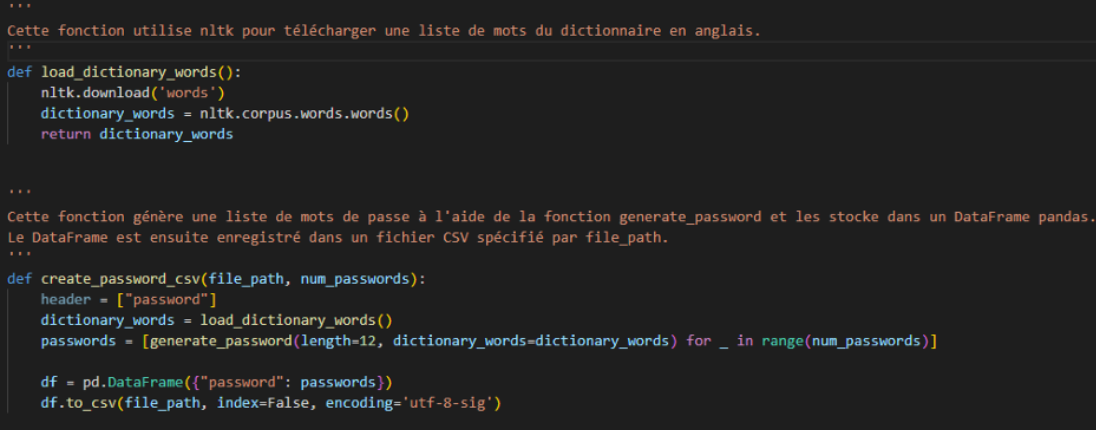 '''
Cette fonction utilise nltk pour télécharger une liste de mots du dictionnaire en anglais.
'''
def load_dictionary_words():
    nltk.download('words')
    dictionary_words = nltk.corpus.words.words()
    return dictionary_words
'''
Cette fonction génère une liste de mots de passe à l'aide de la fonction generate_password et les stocke dans un DataFrame pandas.
Le DataFrame est ensuite enregistré dans un fichier CSV spécifié par file_path.
'''
def create_password_csv(file_path, num_passwords):
    header = ["password"]
    dictionary_words = load_dictionary_words()
    passwords = [generate_password(length=12, dictionary_words=dictionary_words) for _ in range(num_passwords)]
    df = pd.DataFrame({"password": passwords})
    df.to_csv(file_path, index=False, encoding='utf-8-sig')